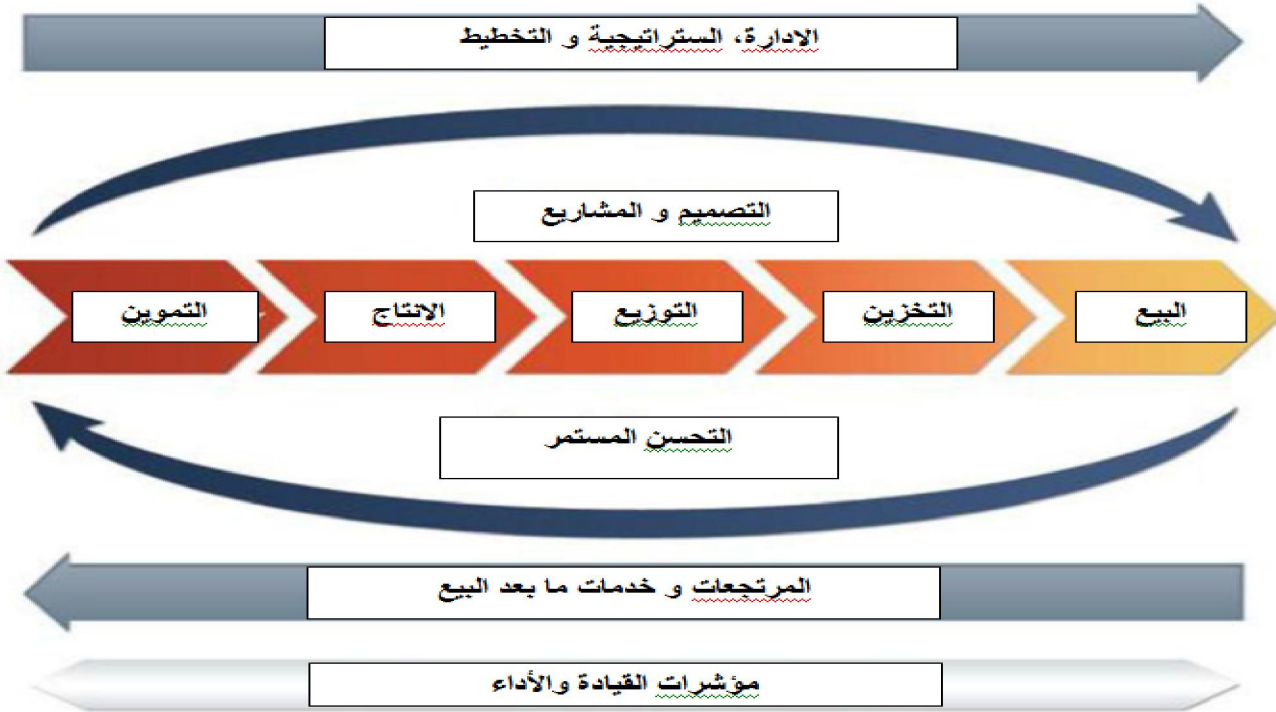 الادارة، الستراتيجية و التخطيط
التصميم و المشاريع
التموين
الانتاج
التوزيع
التخزين
البيع
التحسن المستمر
المرتجعات و خدمات ما بعد البيع
مؤشرات القيادة والأداء